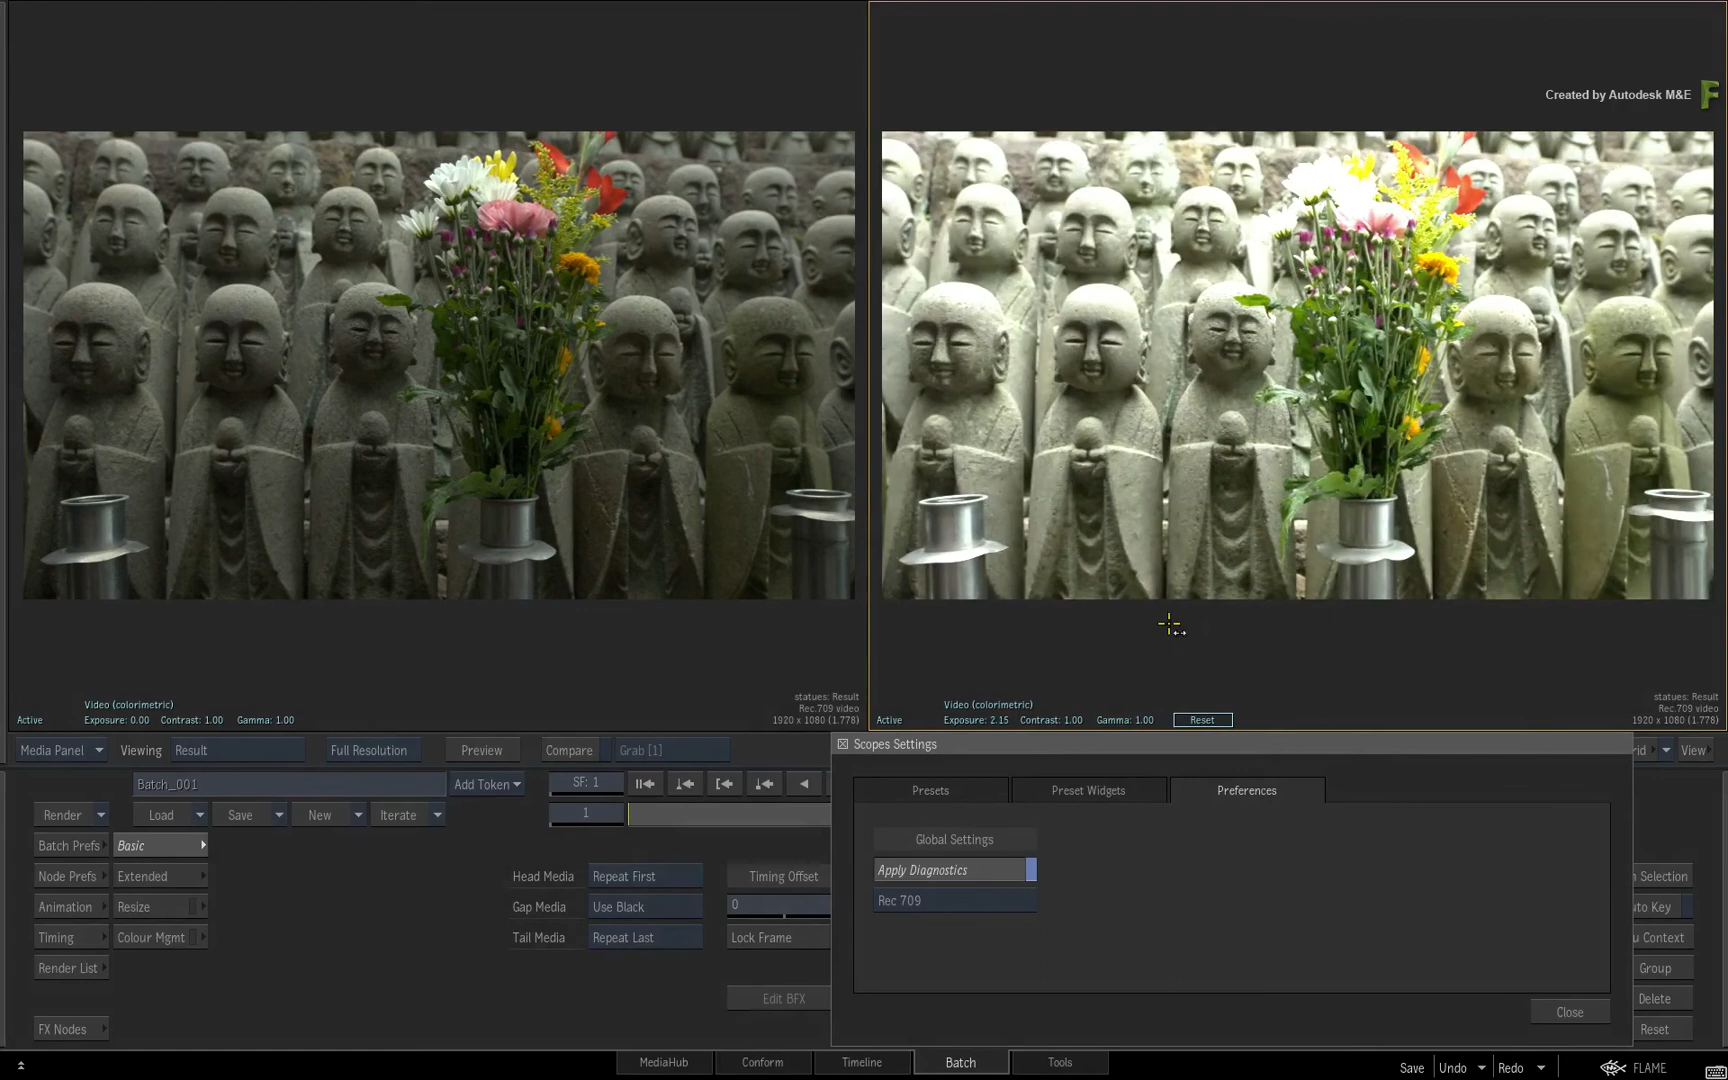 Created by Autodesk M&E
Video (colorimetric)
Active Exposure: 0.00 Contrast: 1.00 Gamma: 1.00
statues: Result
Rec.709 video
1920 x 1080 (1.778)
Video (colorimetric)
Active Exposure: 2.15 Contrast: 1.00 Gamma: 1.00 Reset
statues: Result
Rec.709 video
1920 x 1080 (1.778)
Media Panel Viewing Result Full Resolution Preview Compare Grab [1]
rid View
Scopes Settings
Batch_001 Add Token SF: 1
Render Load Save New Iterate 1
Batch Prefs Basic
Node Prefs Extended Head Media Repeat First Timing Offset
Animation Resize Gap Media Use Black 0
Timing Colour Mgmt Tail Media Repeat Last Lock Frame
Render List
Edit BFX
FX Nodes
Presets Preset Widgets Preferences
Global Settings
Apply Diagnostics
Rec 709
Close
n Selection
uto Key
u Context
Group
Delete
Reset
MediaHub Conform Timeline Batch Tools
Save Undo Redo FLAME